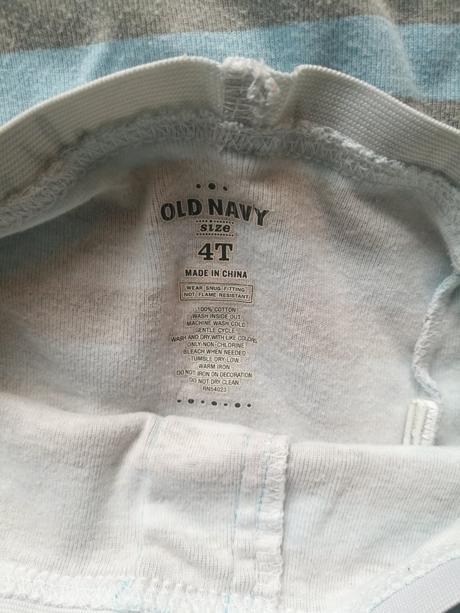 OLD NAVY
size
4T
MADE IN CHINA
WEAR SNUG-FITTING
NOT FLAME RESISTANT
100% COTTON
WASH INSIDE OUT
MACHINE WASH COLD
GENTLE CYCLE
WASH AND DRY WITH LIKE COLORS
ONLY NON-CHLORINE
BLEACH WHEN NEEDED
TUMBLE DRY LOW
WARM IRON
DO NOT IRON ON DECORATION
DO NOT DRY CLEAN
RN54023